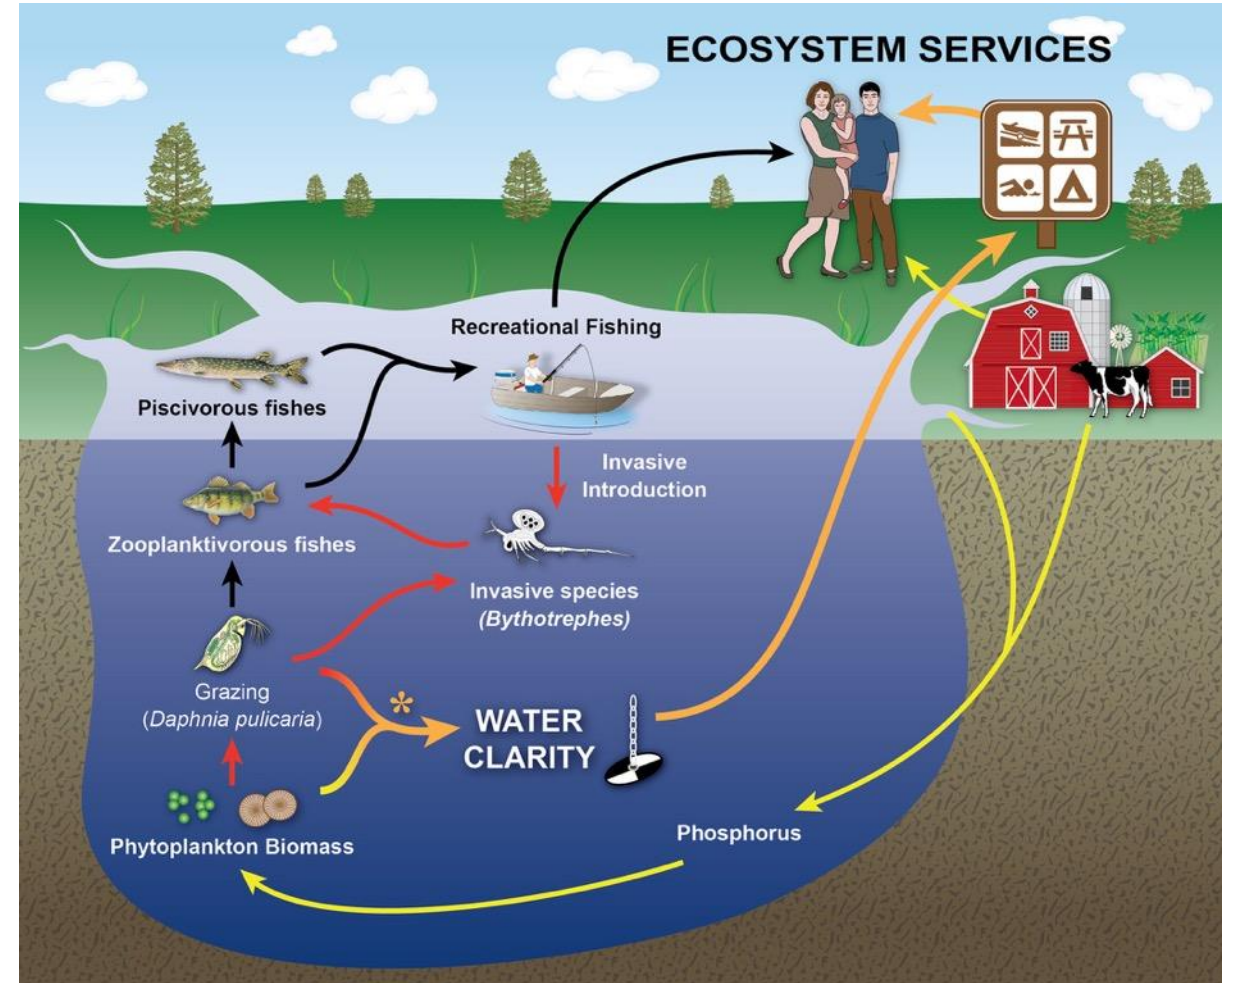 ECOSYSTEM SERVICES
Recreational Fishing
Piscivorous fishes
Invasive
Introduction
Zooplanktivorous fishes
Invasive species
(Bythotrephes)
Grazing
(Daphnia pulicaria)
*
WATER
CLARITY
Phosphorus
Phytoplankton Biomass